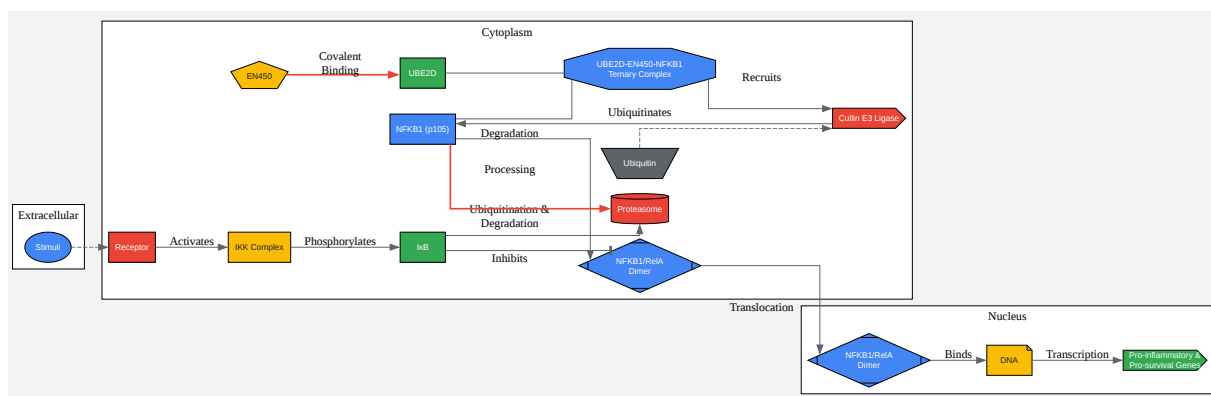 Cytoplasm
Covalent
Binding
EN450
UBE2D
UBE2D-EN450-NFKB1
Ternary Complex
Recruits
Ubiquitinates
Cullin E3 Ligase
NFKB1 (p105)
Degradation
Ubiquitin
Processing
Proteasome
Ubiquitination &
Degradation
Extracellular
Stimuli
Receptor
Activates
IKK Complex
Phosphorylates
IκB
Inhibits
NFKB1/RelA
Dimer
Translocation
Nucleus
NFKB1/RelA
Dimer
Binds
DNA
Transcription
Pro-inflammatory &
Pro-survival Genes